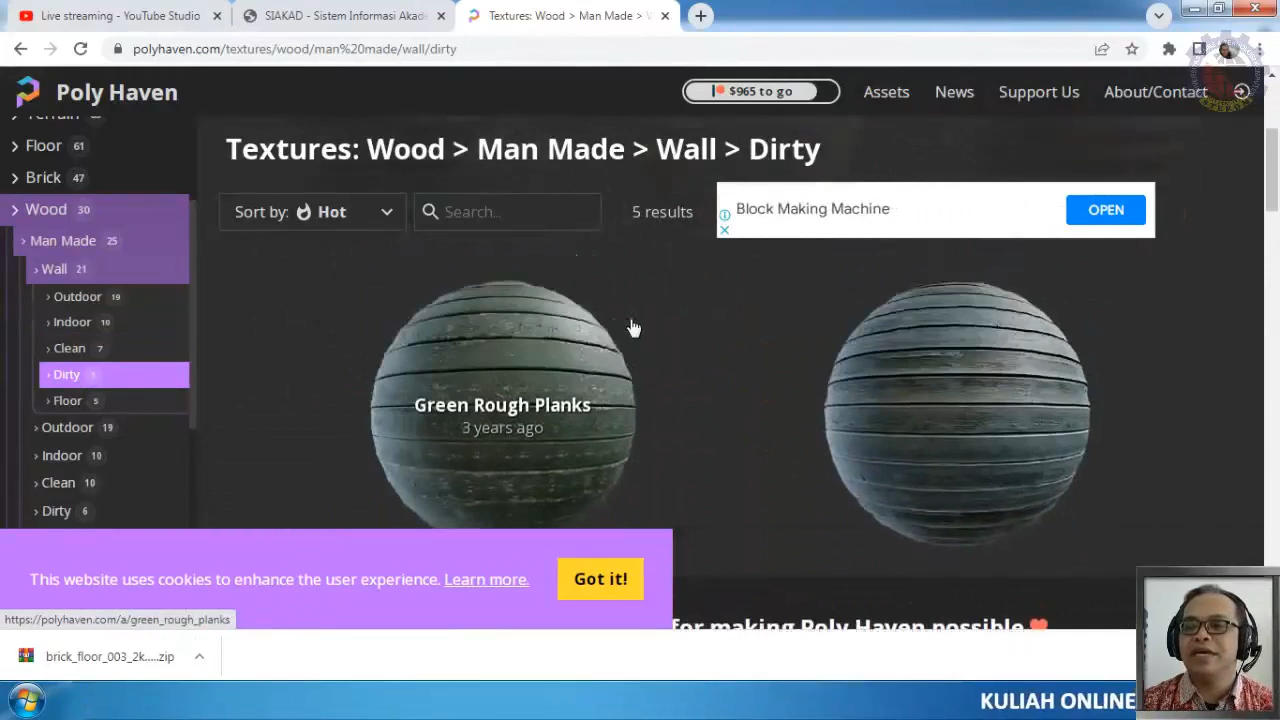 Live streaming - YouTube Studio
SIAKAD - Sistem Informasi Akade
Textures: Wood > Man Made > W
polyhaven.com/textures/wood/man%20made/wall/dirty
Poly Haven
$965 to go
Assets
News
Support Us
About/Contact
Floor 61
Brick 47
Wood 30
Man Made 25
Wall 21
Outdoor 19
Indoor 10
Clean 7
Dirty
Floor 5
Outdoor 19
Indoor 10
Clean 10
Dirty 6
Textures: Wood > Man Made > Wall > Dirty
Sort by: Hot
Search...
5 results
Block Making Machine
OPEN
Green Rough Planks
3 years ago
This website uses cookies to enhance the user experience. Learn more.
Got it!
for making Poly Haven possible
https://polyhaven.com/a/green_rough_planks
brick_floor_003_2k.....zip
KULIAH ONLINE